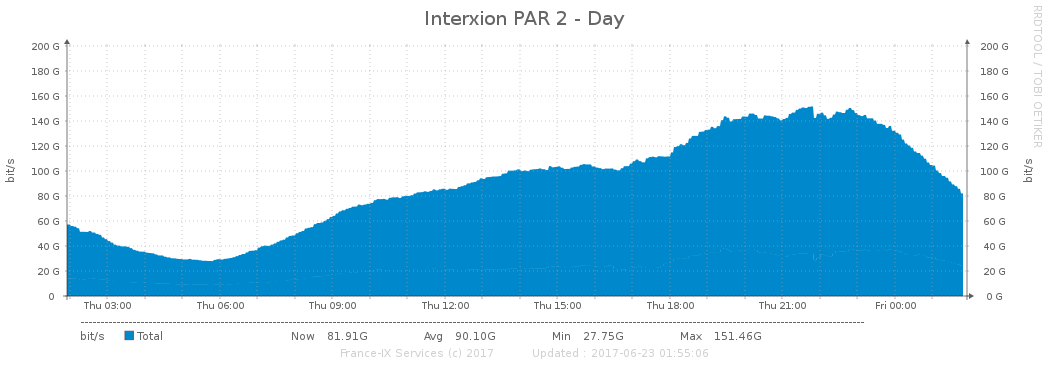 Interxion PAR 2 - Day
RRDTOOL / TOBI OETIKER
bit/s
200 G 200 G
180 G 180 G
160 G 160 G
140 G 140 G
120 G 120 G
100 G 100 G
80 G 80 G
60 G 60 G
40 G 40 G
20 G 20 G
0 0 G
bit/s
Thu 03:00 Thu 06:00 Thu 09:00 Thu 12:00 Thu 15:00 Thu 18:00 Thu 21:00 Fri 00:00
bit/s Total Now 81.91G Avg 90.10G Min 27.75G Max 151.46G
France-IX Services (c) 2017 Updated : 2017-06-23 01:55:06